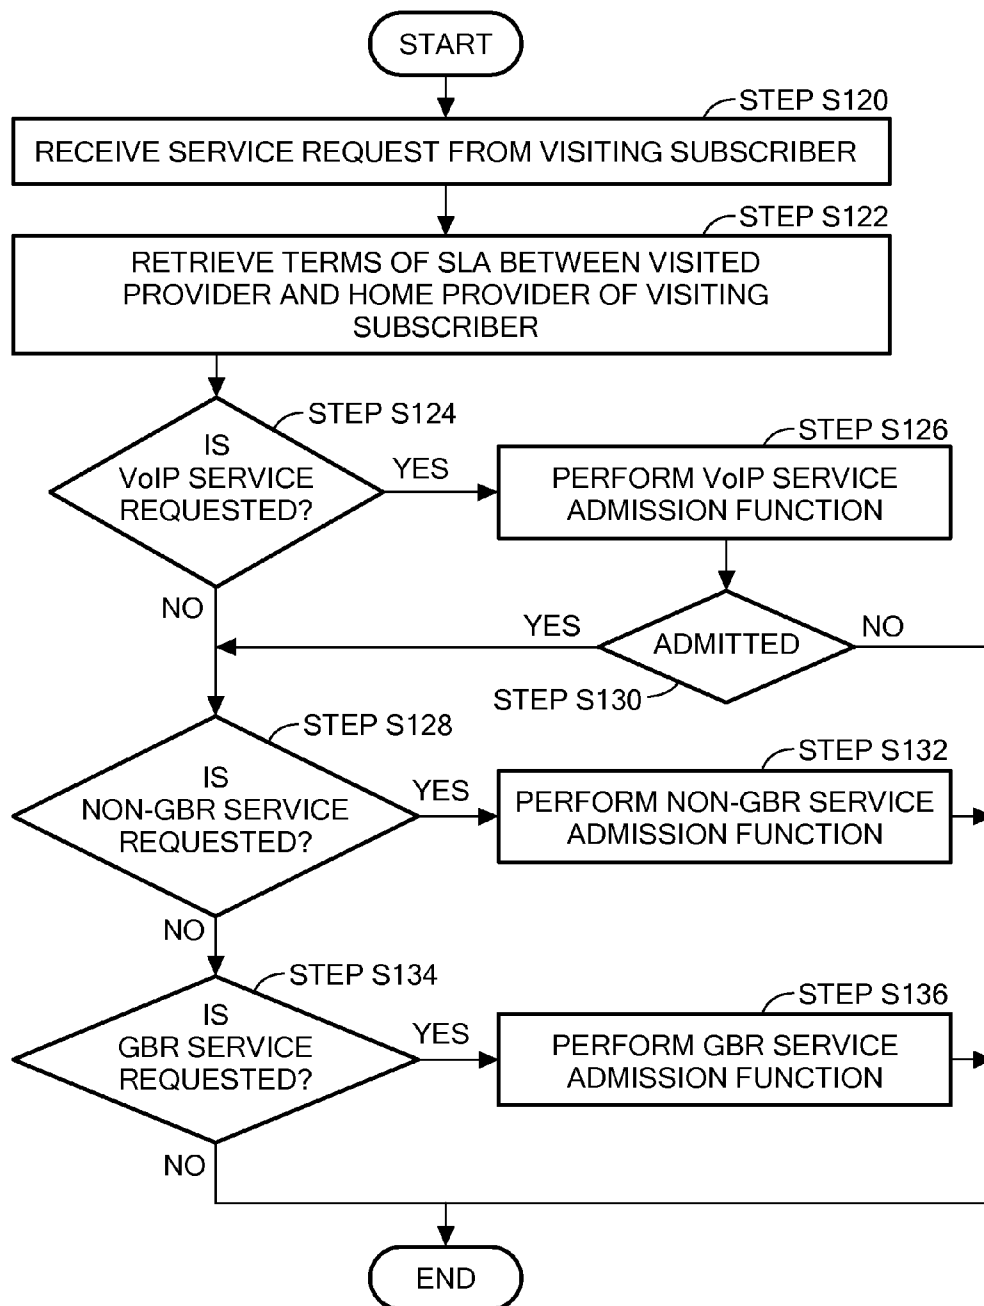 START
STEP S120
RECEIVE SERVICE REQUEST FROM VISITING SUBSCRIBER
STEP S122
RETRIEVE TERMS OF SLA BETWEEN VISITED
PROVIDER AND HOME PROVIDER OF VISITING
SUBSCRIBER
STEP S124
IS
VoIP SERVICE
REQUESTED?
YES
NO
STEP S126
PERFORM VoIP SERVICE
ADMISSION FUNCTION
YES
ADMITTED
NO
STEP S130
STEP S128
IS
NON-GBR SERVICE
REQUESTED?
YES
NO
STEP S132
PERFORM NON-GBR SERVICE
ADMISSION FUNCTION
STEP S134
IS
GBR SERVICE
REQUESTED?
YES
NO
STEP S136
PERFORM GBR SERVICE
ADMISSION FUNCTION
END